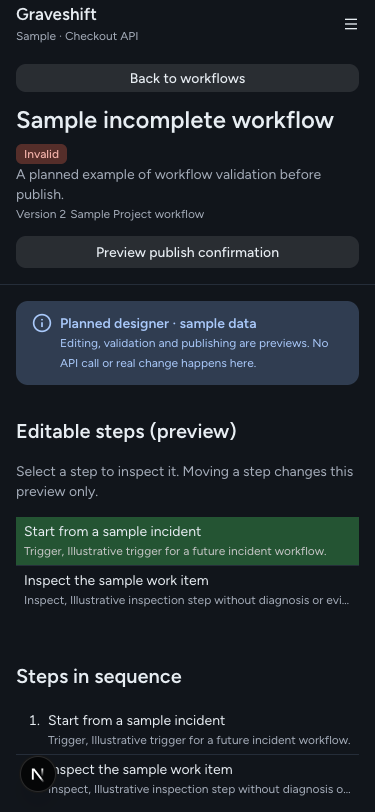 Graveshift
Sample · Checkout API
Back to workflows
Sample incomplete workflow
Invalid
A planned example of workflow validation before
publish.
Version 2 Sample Project workflow
Preview publish confirmation
Planned designer · sample data
Editing, validation and publishing are previews. No
API call or real change happens here.
Editable steps (preview)
Select a step to inspect it. Moving a step changes this
preview only.
Start from a sample incident
Trigger, Illustrative trigger for a future incident workflow.
Inspect the sample work item
Inspect, Illustrative inspection step without diagnosis or evi...
Steps in sequence
1. Start from a sample incident
Trigger, Illustrative trigger for a future incident workflow.
N
nspect the sample work item
nspect, Illustrative inspection step without diagnosis o...